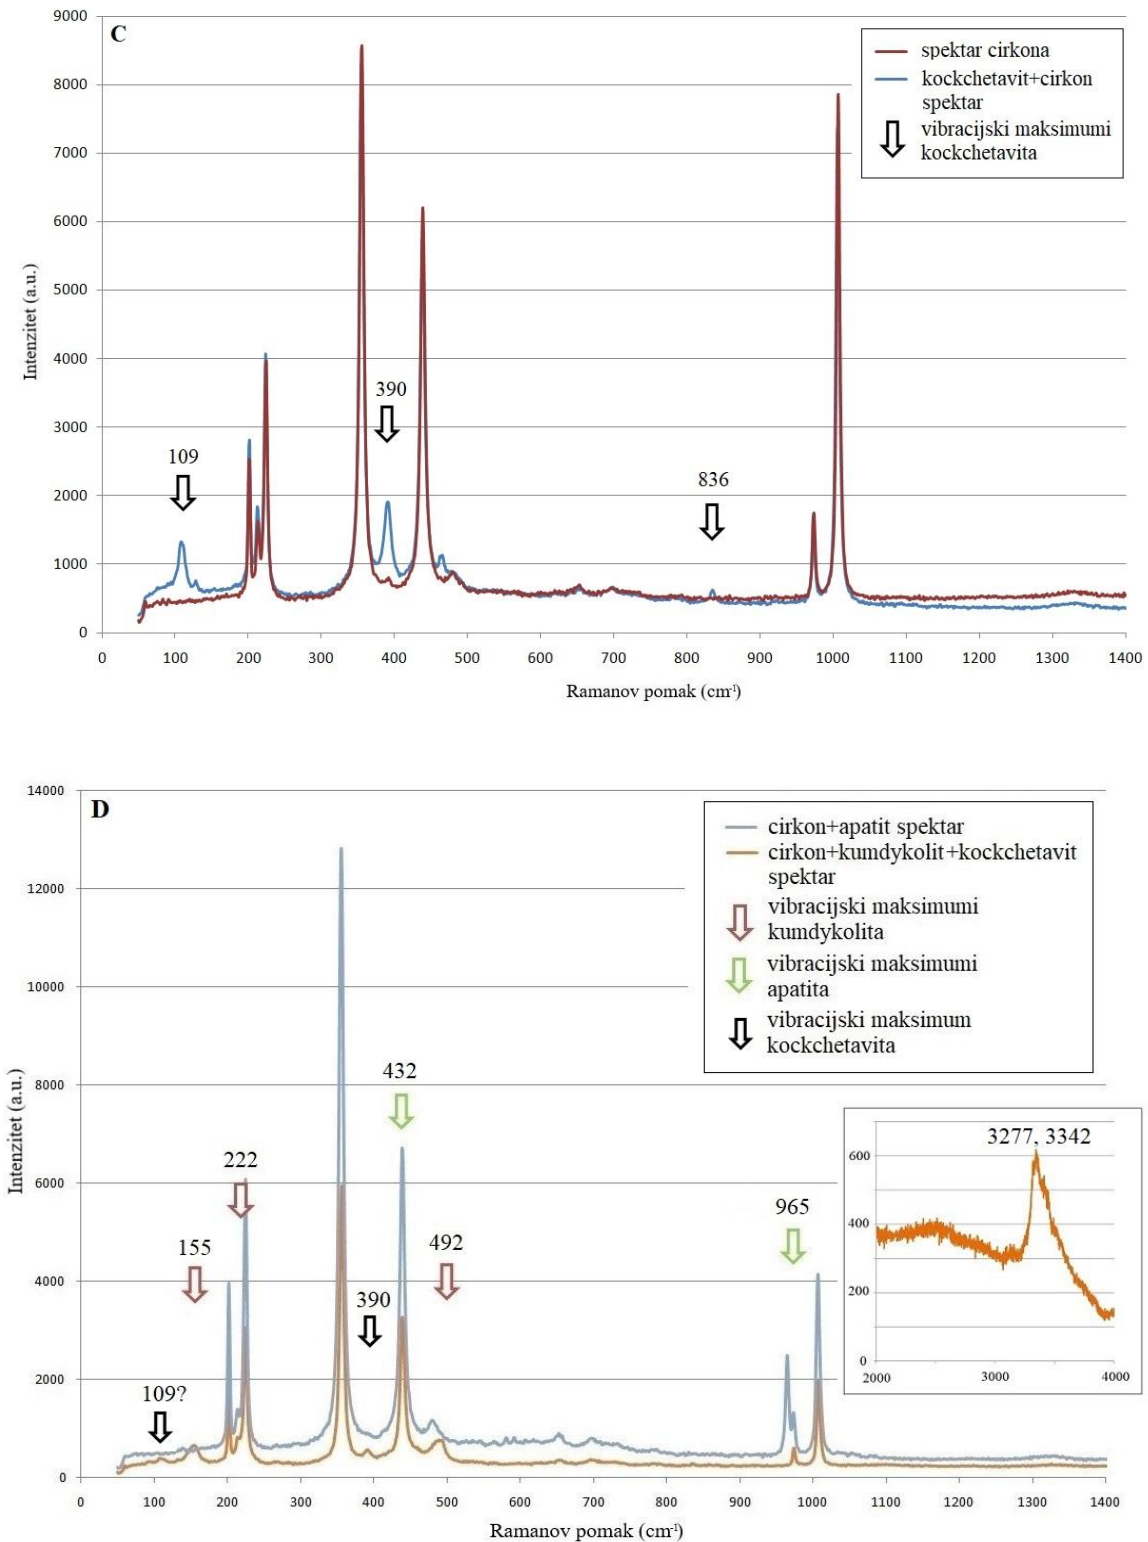 C
9000
8000
7000
6000
5000
4000
3000
2000
1000
0
Intenzitet (a.u.)
spektar cirkona
kockchetavit+cirkon
spektar
vibracijski maksimumi
kockchetavita
390
109
836
0 100 200 300 400 500 600 700 800 900 1000 1100 1200 1300 1400
Ramanov pomak (cm-1)
D
14000
12000
10000
8000
6000
4000
2000
0
Intenzitet (a.u.)
cirkon+apatit spektar
cirkon+kumdykolit+kockchetavit
spektar
vibracijski maksimumi
kumdykolita
vibracijski maksimumi
apatita
vibracijski maksimum
kockchetavita
432
222
155
492
390
109?
965
3277, 3342
600
400
200
0
2000 3000 4000
0 100 200 300 400 500 600 700 800 900 1000 1100 1200 1300 1400
Ramanov pomak (cm-1)